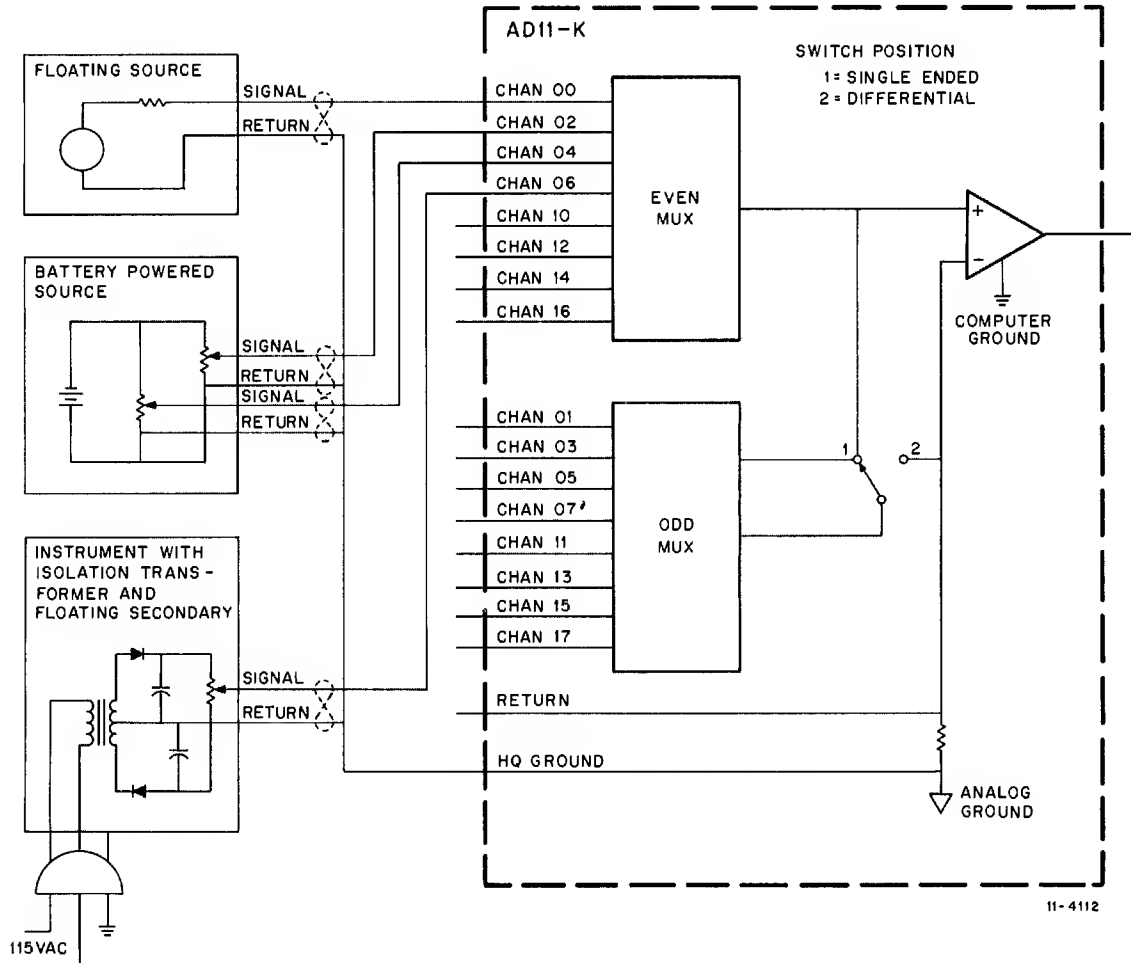 AD11-K
SWITCH POSITION
1= SINGLE ENDED
2= DIFFERENTIAL
FLOATING SOURCE
SIGNAL
RETURN
BATTERY POWERED
SOURCE
SIGNAL
RETURN
SIGNAL
RETURN
INSTRUMENT WITH
ISOLATION TRANS-
FORMER AND
FLOATING SECONDARY
SIGNAL
RETURN
115VAC
CHAN 00
CHAN 02
CHAN 04
CHAN 06
CHAN 10
CHAN 12
CHAN 14
CHAN 16
EVEN
MUX
+
−
COMPUTER
GROUND
CHAN 01
CHAN 03
CHAN 05
CHAN 07
CHAN 11
CHAN 13
CHAN 15
CHAN 17
ODD
MUX
1
2
RETURN
HQ GROUND
ANALOG
GROUND
11-4112